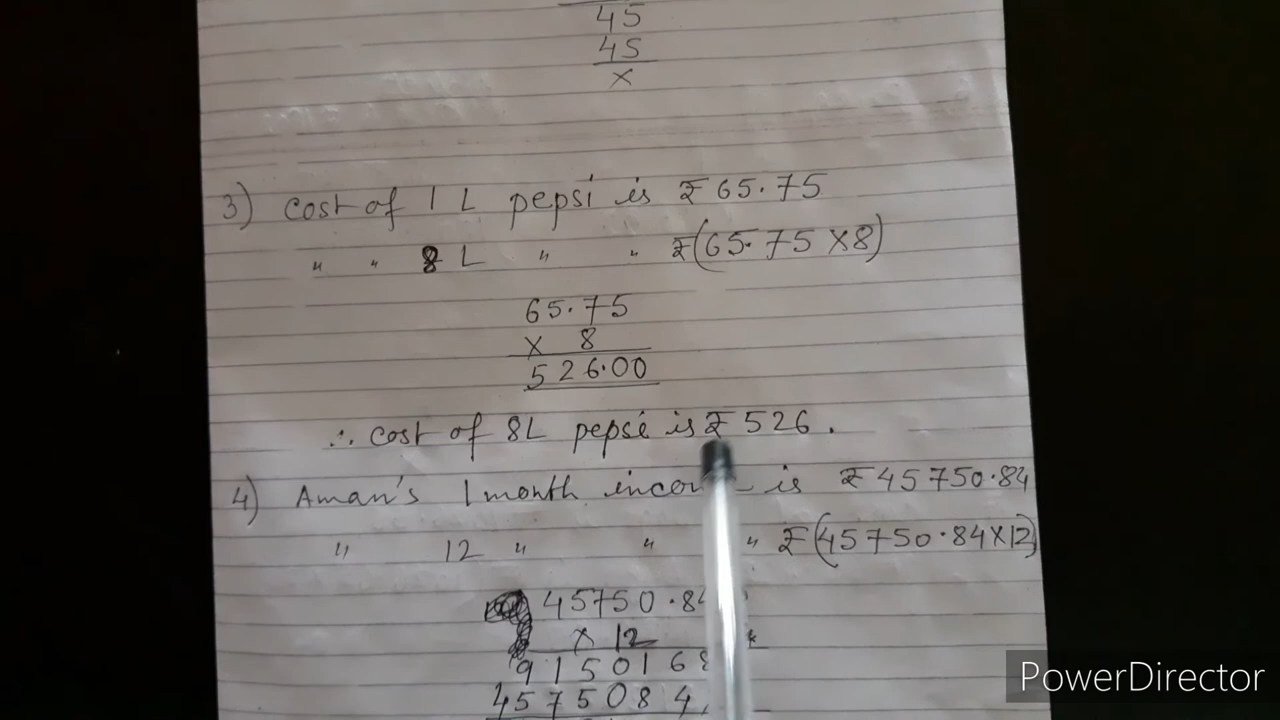 45
45
×
3) cost of 1 L pepsi is ₹ 65.75
" " 8 L " " ₹(65.75 ×8)
65.75
× 8
526.00
∴ cost of 8L pepsi is ₹ 526.
4) Aman's 1 month is ₹ 45750.84
" 12 " " " ₹(45750.84×12)
45750.84
× 12
9150168
4575084
PowerDirector